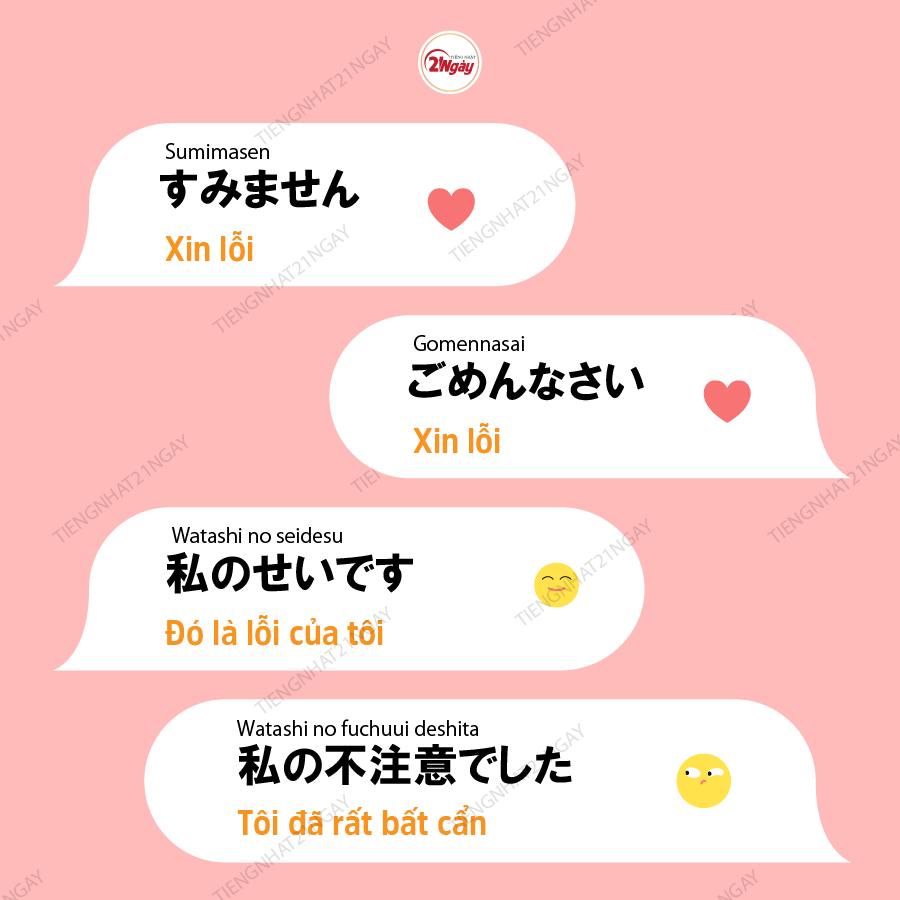 TIẾNG NHẬT
21Ngày
Sumimasen
すみません
Xin lỗi
Gomennasai
ごめんなさい
Xin lỗi
Watashi no seidesu
私のせいです
Đó là lỗi của tôi
Watashi no fuchuui deshita
私の不注意でした
Tôi đã rất bất cẩn
TIENGNHAT21NGAY